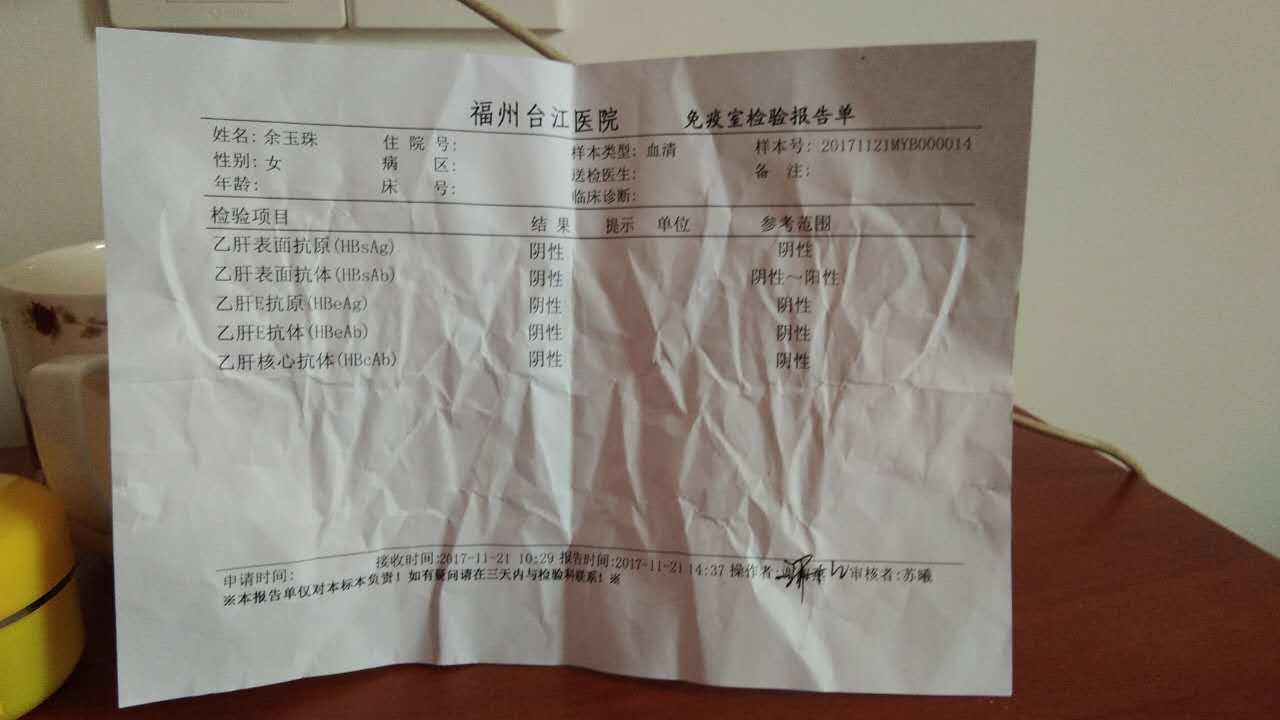 福州台江医院 免疫室检验报告单
姓名: 余玉珠 住 院 号: 样本类型: 血清 样本号: 20171121MYB000014
性别: 女 病 区: 送检医生: 备 注:
年龄: 床 号: 临床诊断:
检验项目 结 果 提示 单位 参考范围
乙肝表面抗原(HBsAg) 阴性 阴性
乙肝表面抗体(HBsAb) 阴性 阴性～阳性
乙肝E抗原(HBeAg) 阴性 阴性
乙肝E抗体(HBeAb) 阴性 阴性
乙肝核心抗体(HBcAb) 阴性 阴性
申请时间: 接收时间:2017-11-21 10:29 报告时间:2017-11-21 14:37 操作者: 审核者:苏曦
※本报告单仅对本标本负责! 如有疑问请在三天内与检验科联系! ※